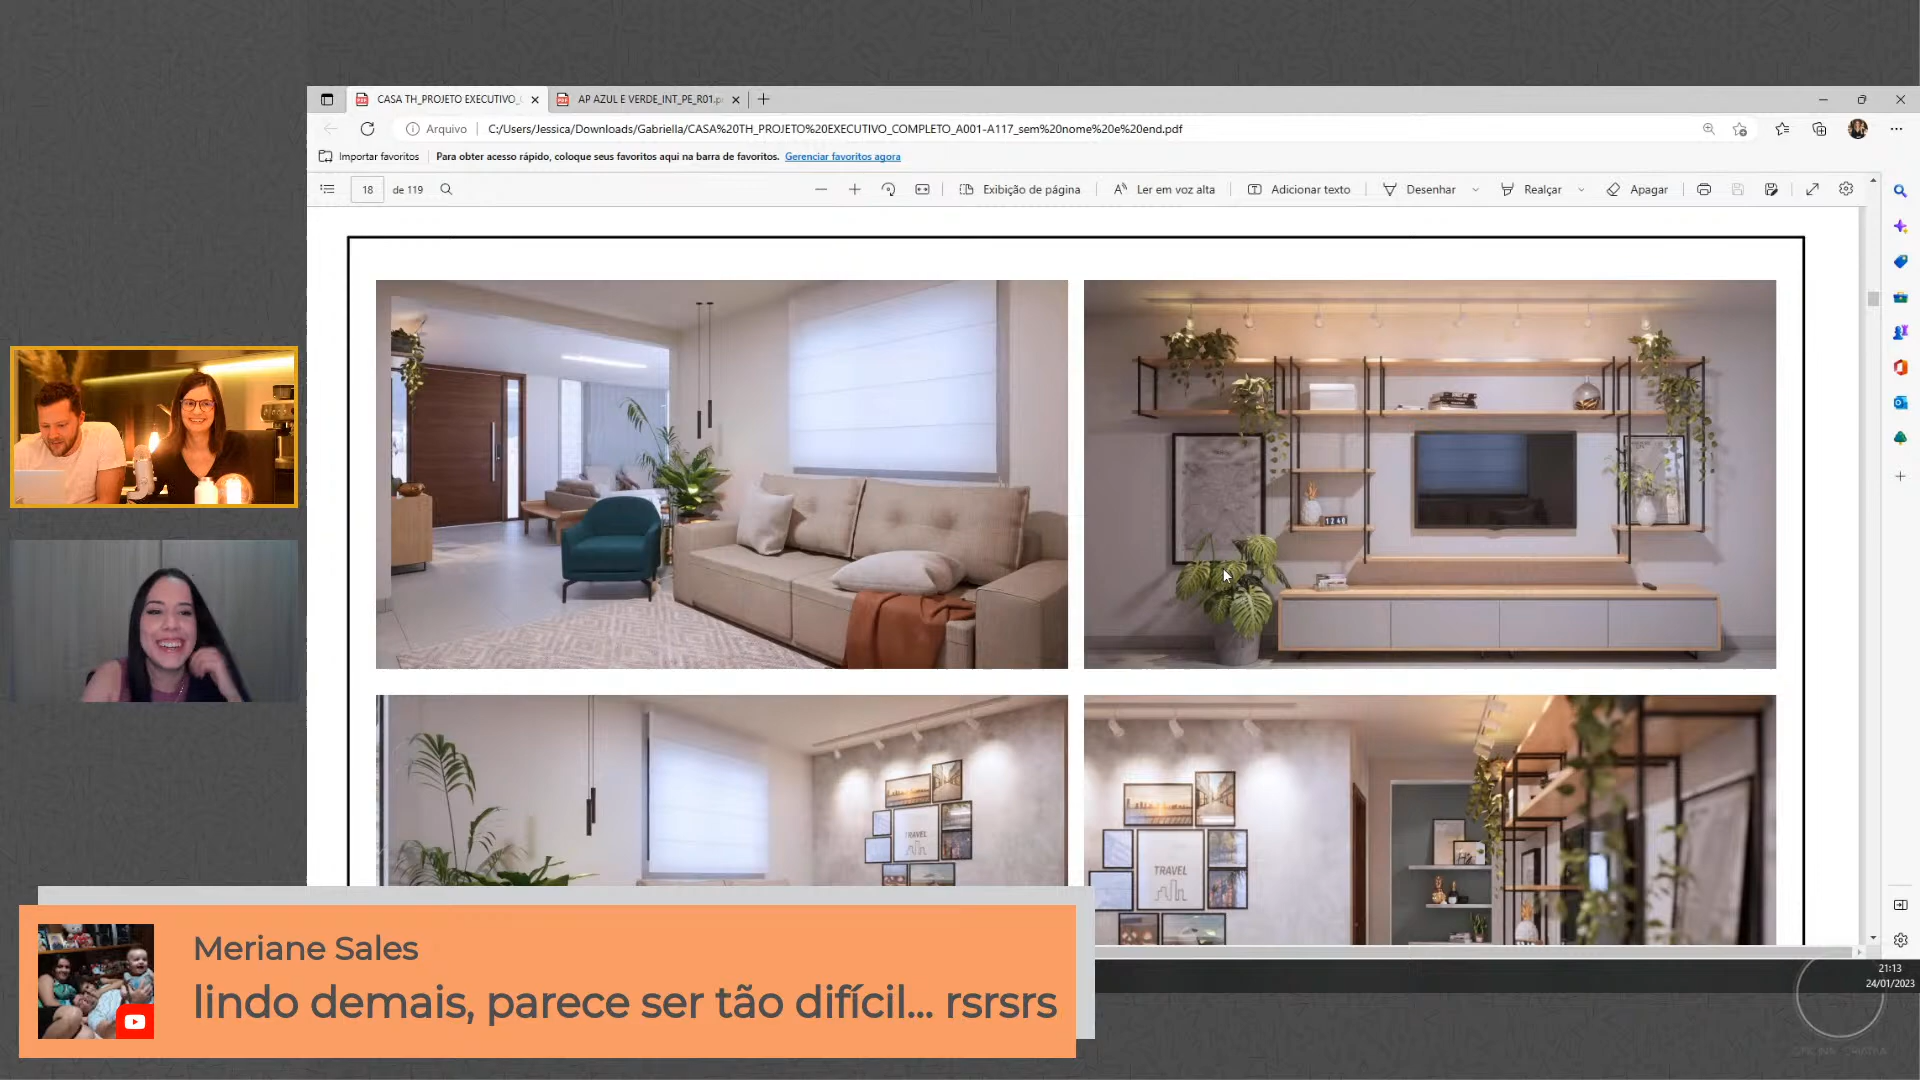 CASA TH_PROJETO EXECUTIVO_
AP AZUL E VERDE_INT_PE_R01.p
Arquivo
C:/Users/Jessica/Downloads/Gabriella/CASA%20TH_PROJETO%20EXECUTIVO_COMPLETO_A001-A117_sem%20nome%20e%20end.pdf
Importar favoritos
Para obter acesso rápido, coloque seus favoritos aqui na barra de favoritos. Gerenciar favoritos agora
18 de 119
Exibição de página
Ler em voz alta
Adicionar texto
Desenhar
Realçar
Apagar
TRAVEL
TRAVEL
Meriane Sales
lindo demais, parece ser tão difícil... rsrsrs
21:13
24/01/2023